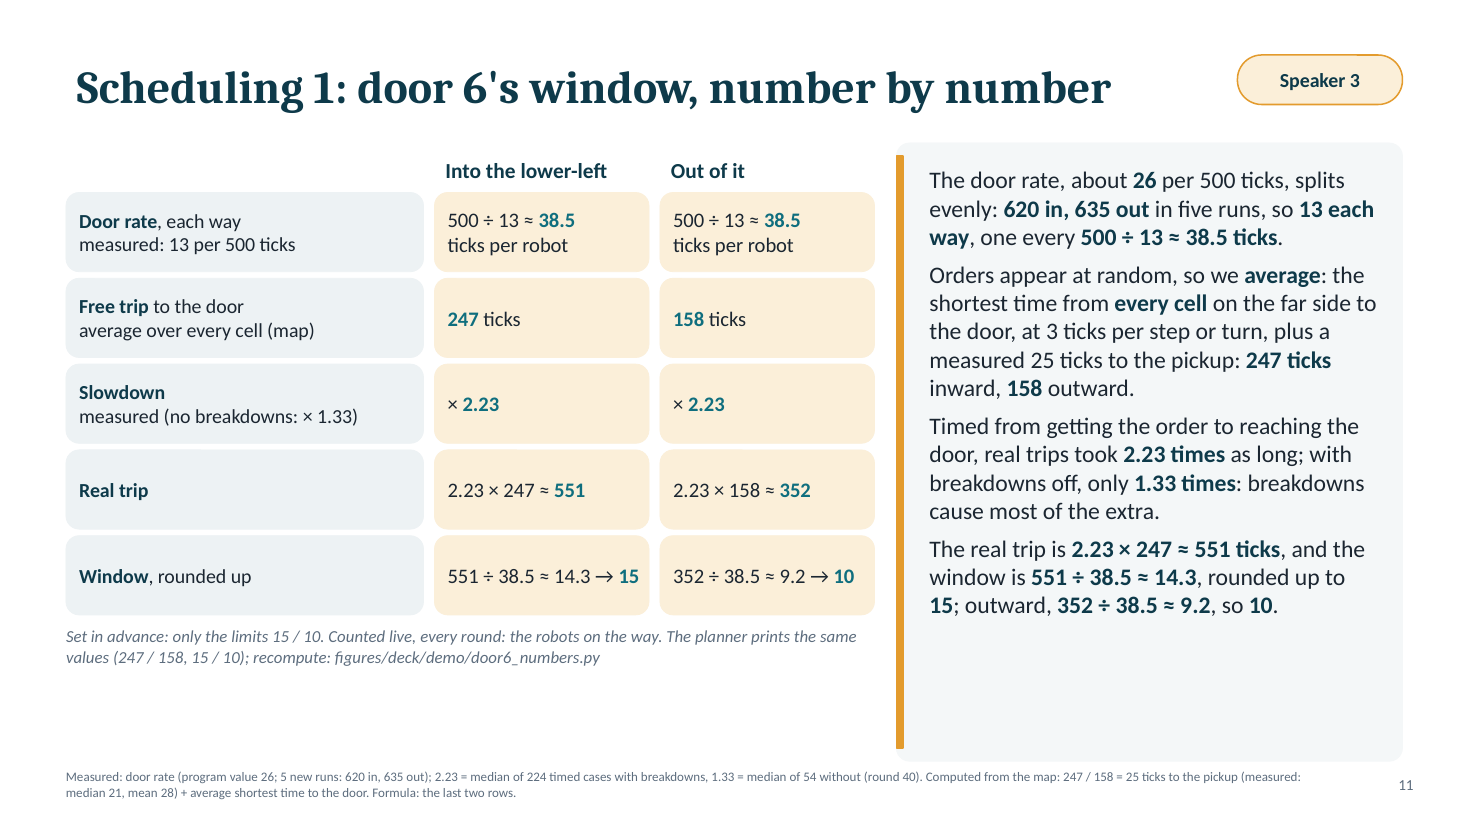 Scheduling 1: door 6's window, number by number
Speaker 3
Into the lower-left
Out of it
Door rate, each way
measured: 13 per 500 ticks
500 ÷ 13 ≈ 38.5
ticks per robot
500 ÷ 13 ≈ 38.5
ticks per robot
Free trip to the door
average over every cell (map)
247 ticks
158 ticks
Slowdown
measured (no breakdowns: × 1.33)
× 2.23
× 2.23
Real trip
2.23 × 247 ≈ 551
2.23 × 158 ≈ 352
Window, rounded up
551 ÷ 38.5 ≈ 14.3 → 15
352 ÷ 38.5 ≈ 9.2 → 10
Set in advance: only the limits 15 / 10. Counted live, every round: the robots on the way. The planner prints the same
values (247 / 158, 15 / 10); recompute: figures/deck/demo/door6_numbers.py
The door rate, about 26 per 500 ticks, splits
evenly: 620 in, 635 out in five runs, so 13 each
way, one every 500 ÷ 13 ≈ 38.5 ticks.
Orders appear at random, so we average: the
shortest time from every cell on the far side to
the door, at 3 ticks per step or turn, plus a
measured 25 ticks to the pickup: 247 ticks
inward, 158 outward.
Timed from getting the order to reaching the
door, real trips took 2.23 times as long; with
breakdowns off, only 1.33 times: breakdowns
cause most of the extra.
The real trip is 2.23 × 247 ≈ 551 ticks, and the
window is 551 ÷ 38.5 ≈ 14.3, rounded up to
15; outward, 352 ÷ 38.5 ≈ 9.2, so 10.
Measured: door rate (program value 26; 5 new runs: 620 in, 635 out); 2.23 = median of 224 timed cases with breakdowns, 1.33 = median of 54 without (round 40). Computed from the map: 247 / 158 = 25 ticks to the pickup (measured:
median 21, mean 28) + average shortest time to the door. Formula: the last two rows.
11